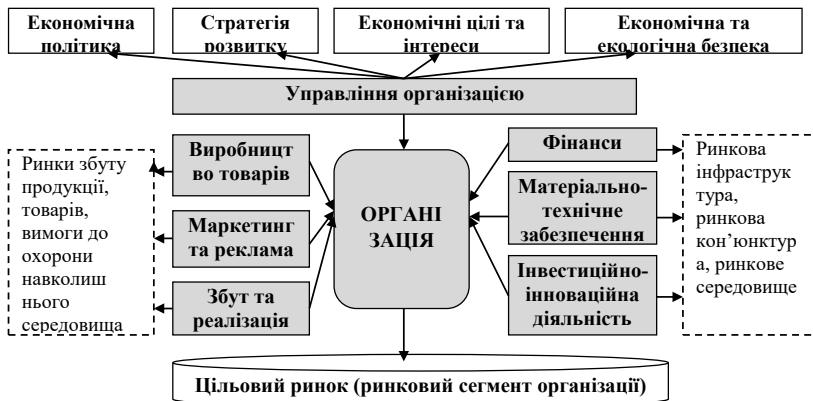 Економічна
політика
Стратегія
розвитку
Економічні цілі та
інтереси
Економічна та
екологічна безпека
Управління організацією
Ринки збуту
продукції,
товарів,
вимоги до
охорони
навколиш
нього
середовища
Виробницт
во товарів
Маркетинг
та реклама
Збут та
реалізація
ОРГАНІ
ЗАЦІЯ
Фінанси
Матеріально-
технічне
забезпечення
Інвестиційно-
інноваційна
діяльність
Ринкова
інфраструк
тура,
ринкова
кон’юнктур
а, ринкове
середовище
Цільовий ринок (ринковий сегмент організації)